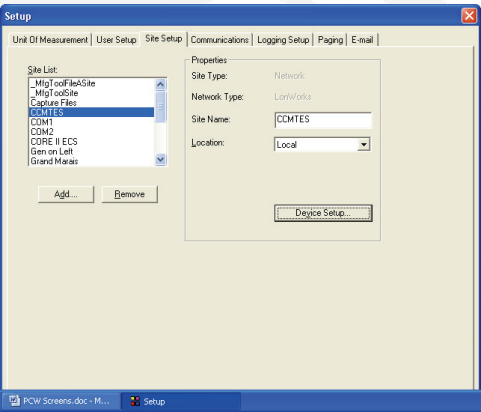 Setup
Unit Of Measurement User Setup Site Setup Communications Logging Setup Paging E-mail
Site List:
_MfgToolFileASite
_MfgToolSite
Capture Files
CCMTES
COM1
COM2
CORE II ECS
Gen on Left
Grand Marais
Add.... Remove
Properties
Site Type: Network
Network Type: LonWorks
Site Name: CCMTES
Location: Local
Device Setup...
PCW Screens.doc - M... Setup